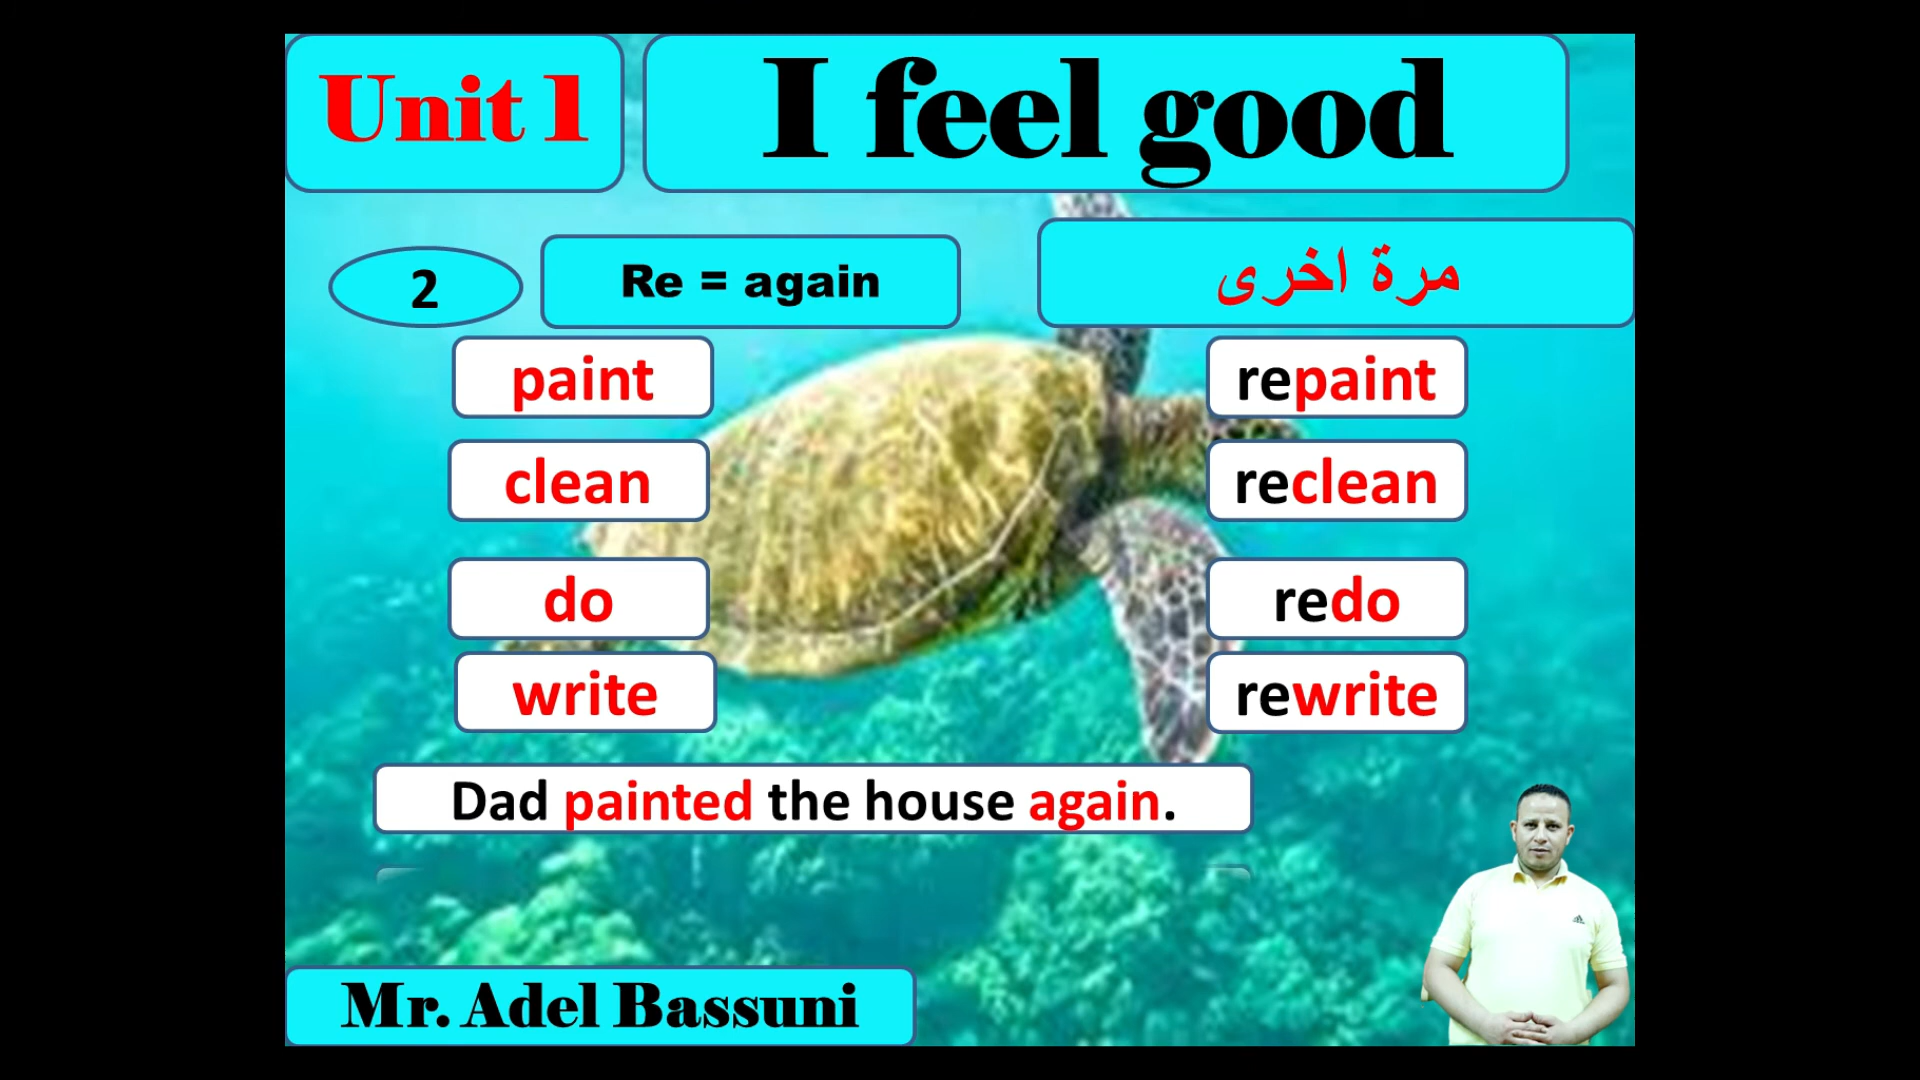 Unit 1
I feel good
2
Re = again
مرة اخرى
paint
repaint
clean
reclean
do
redo
write
rewrite
Dad painted the house again.
Mr. Adel Bassuni